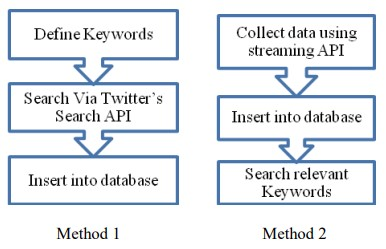 Define Keywords
Search Via Twitter's
Search API
Insert into database
Method 1
Collect data using
streaming API
Insert into database
Search relevant
Keywords
Method 2